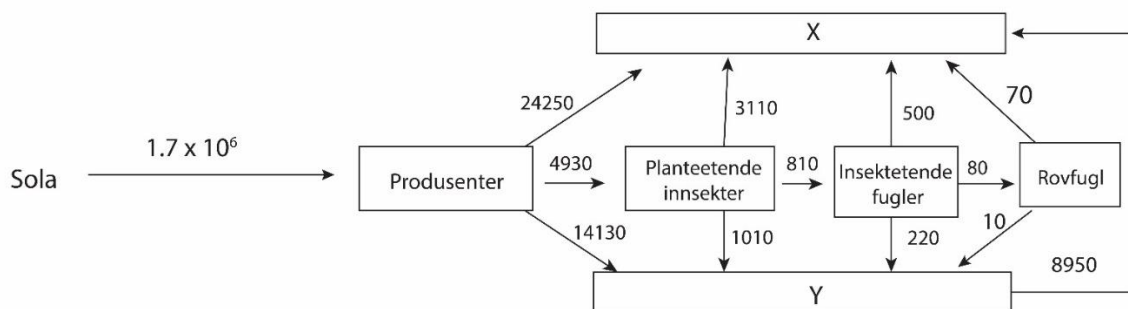 X
24250
3110
500
70
1.7 x 10⁶
Sola
Produsenter
4930
Planteetende
innsekter
810
Insektetende
fugler
80
Rovfugl
14130
1010
220
10
8950
Y